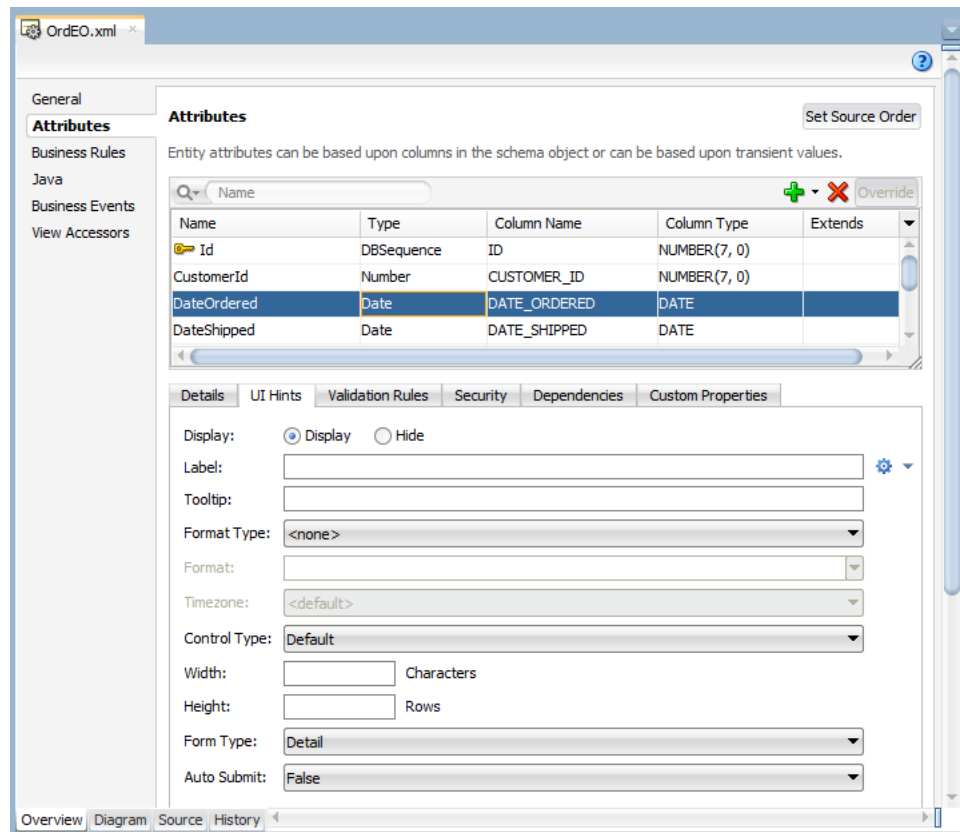 OrdEO.xml
General
Attributes
Business Rules
Java
Business Events
View Accessors
Attributes
Set Source Order
Entity attributes can be based upon columns in the schema object or can be based upon transient values.
Name
Override
Name Type Column Name Column Type Extends
Id DBSequence ID NUMBER(7, 0)
CustomerId Number CUSTOMER_ID NUMBER(7, 0)
DateOrdered Date DATE_ORDERED DATE
DateShipped Date DATE_SHIPPED DATE
Details UI Hints Validation Rules Security Dependencies Custom Properties
Display: Display Hide
Label:
Tooltip:
Format Type: <none>
Format:
Timezone: <default>
Control Type: Default
Width: Characters
Height: Rows
Form Type: Detail
Auto Submit: False
Overview Diagram Source History